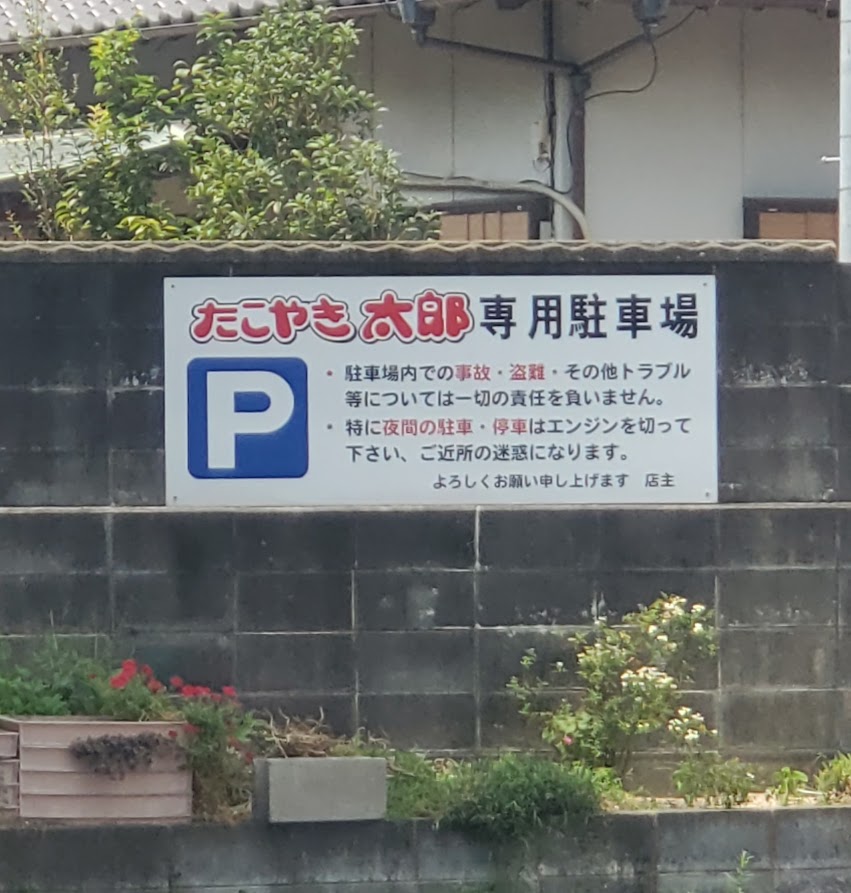 たこやき太郎専用駐車場
P
・駐車場内での事故・盗難・その他トラブル
等については一切の責任を負いません。
・特に夜間の駐車・停車はエンジンを切って
下さい、ご近所の迷惑になります。
よろしくお願い申し上げます　店主